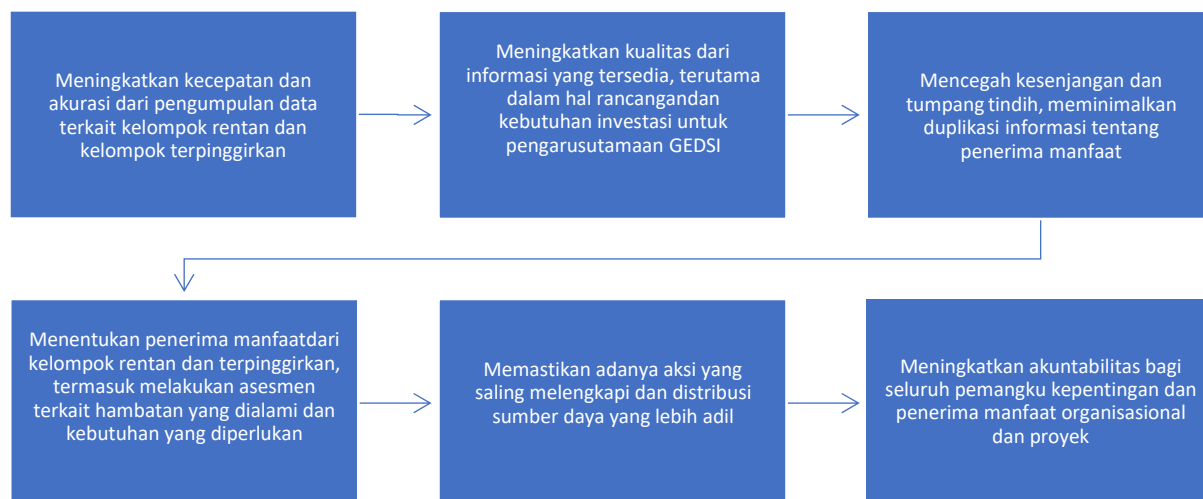 Meningkatkan kecepatan dan
akurasi dari pengumpulan data
terkait kelompok rentan dan
kelompok terpinggirkan
Meningkatkan kualitas dari
informasi yang tersedia, terutama
dalam hal rancangandan
kebutuhan investasi untuk
pengarusutamaan GEDSI
Mencegah kesenjangan dan
tumpang tindih, meminimalkan
duplikasi informasi tentang
penerima manfaat
Menentukan penerima manfaatdari
kelompok rentan dan terpinggirkan,
termasuk melakukan asesmen
terkait hambatan yang dialami dan
kebutuhan yang diperlukan
Memastikan adanya aksi yang
saling melengkapi dan distribusi
sumber daya yang lebih adil
Meningkatkan akuntabilitas bagi
seluruh pemangku kepentingan dan
penerima manfaat organisasional
dan proyek